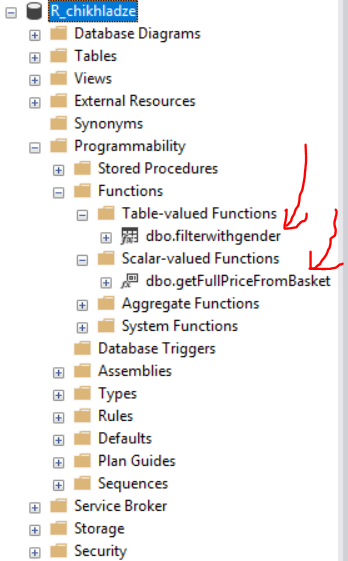 R_chikhladze
Database Diagrams
Tables
Views
External Resources
Synonyms
Programmability
Stored Procedures
Functions
Table-valued Functions
dbo.filterwithgender
Scalar-valued Functions
dbo.getFullPriceFromBasket
Aggregate Functions
System Functions
Database Triggers
Assemblies
Types
Rules
Defaults
Plan Guides
Sequences
Service Broker
Storage
Security